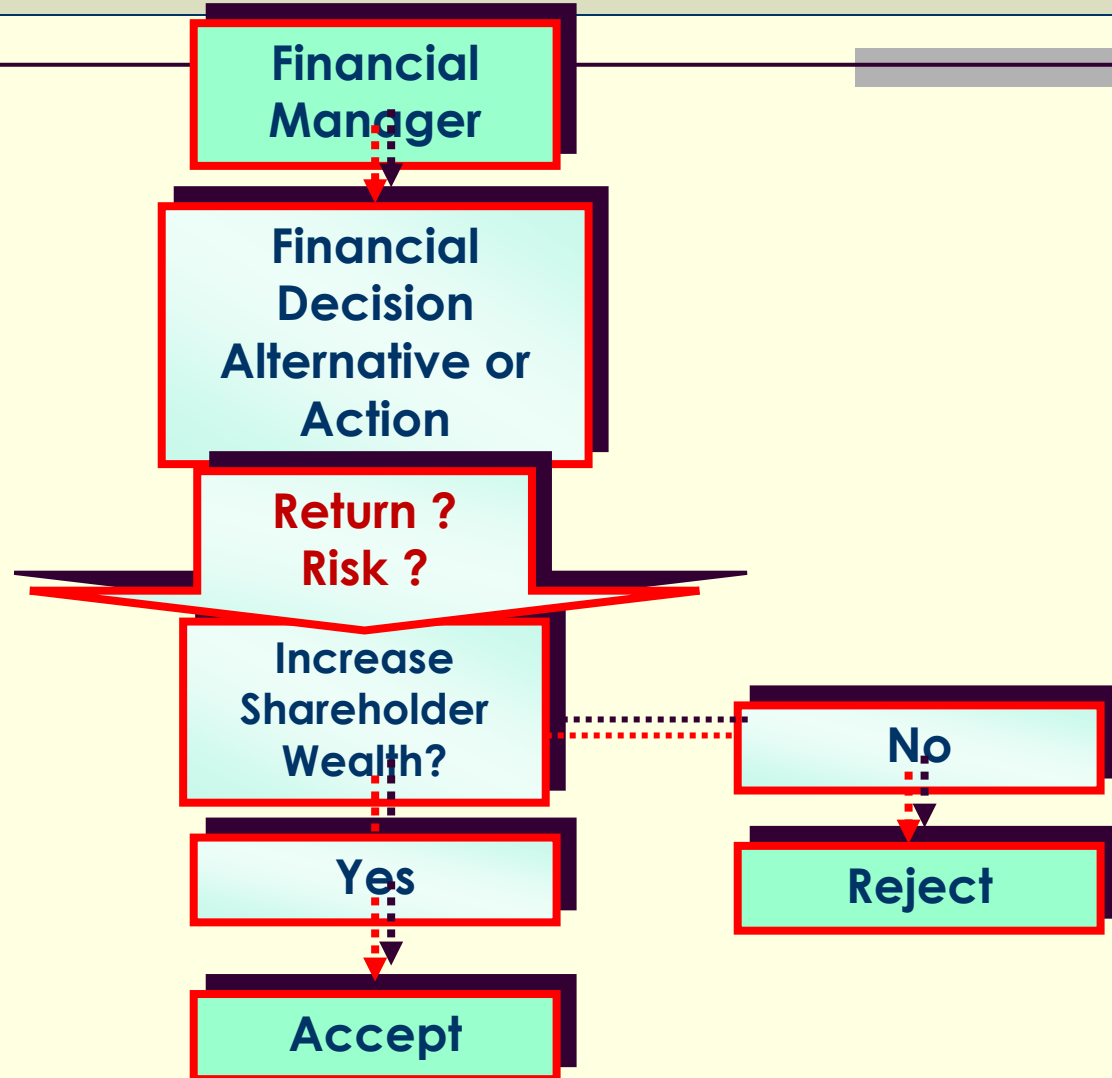 Financial
Manager
Financial
Decision
Alternative or
Action
Return ?
Risk ?
Increase
Shareholder
Wealth?
No
Yes
Reject
Accept